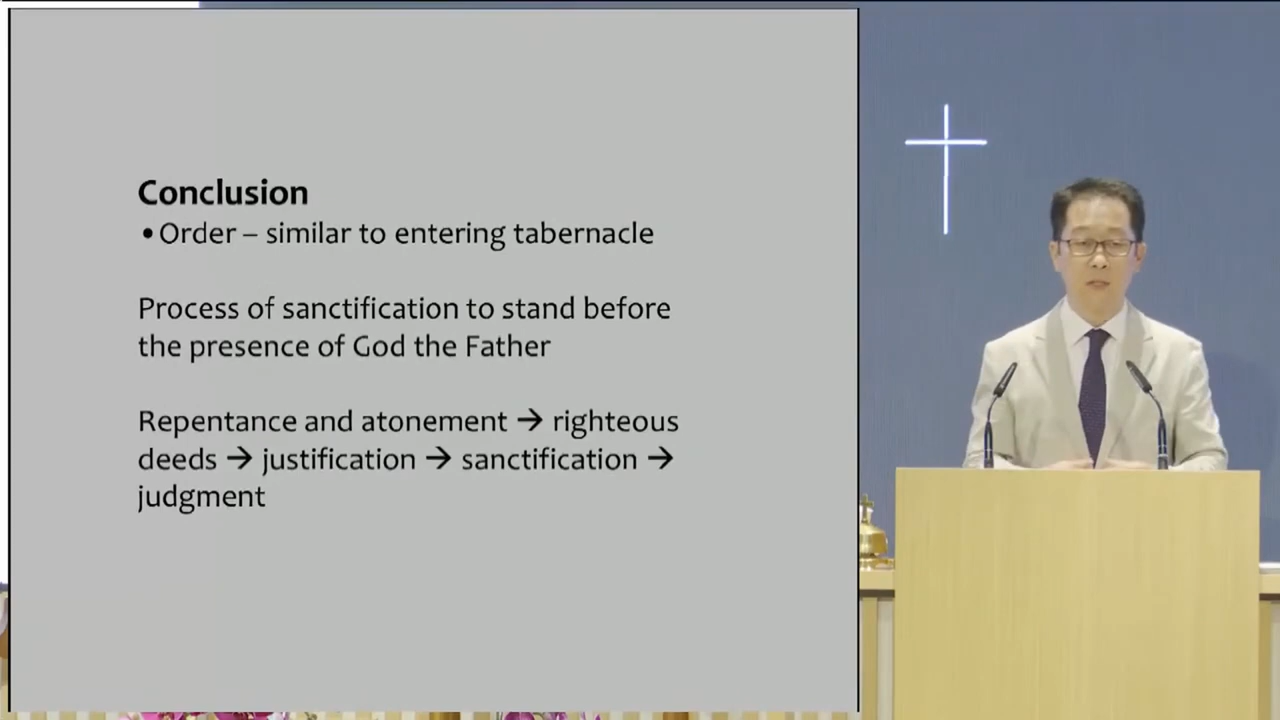 Conclusion
• Order – similar to entering tabernacle
Process of sanctification to stand before
the presence of God the Father
Repentance and atonement → righteous
deeds → justification → sanctification →
judgment